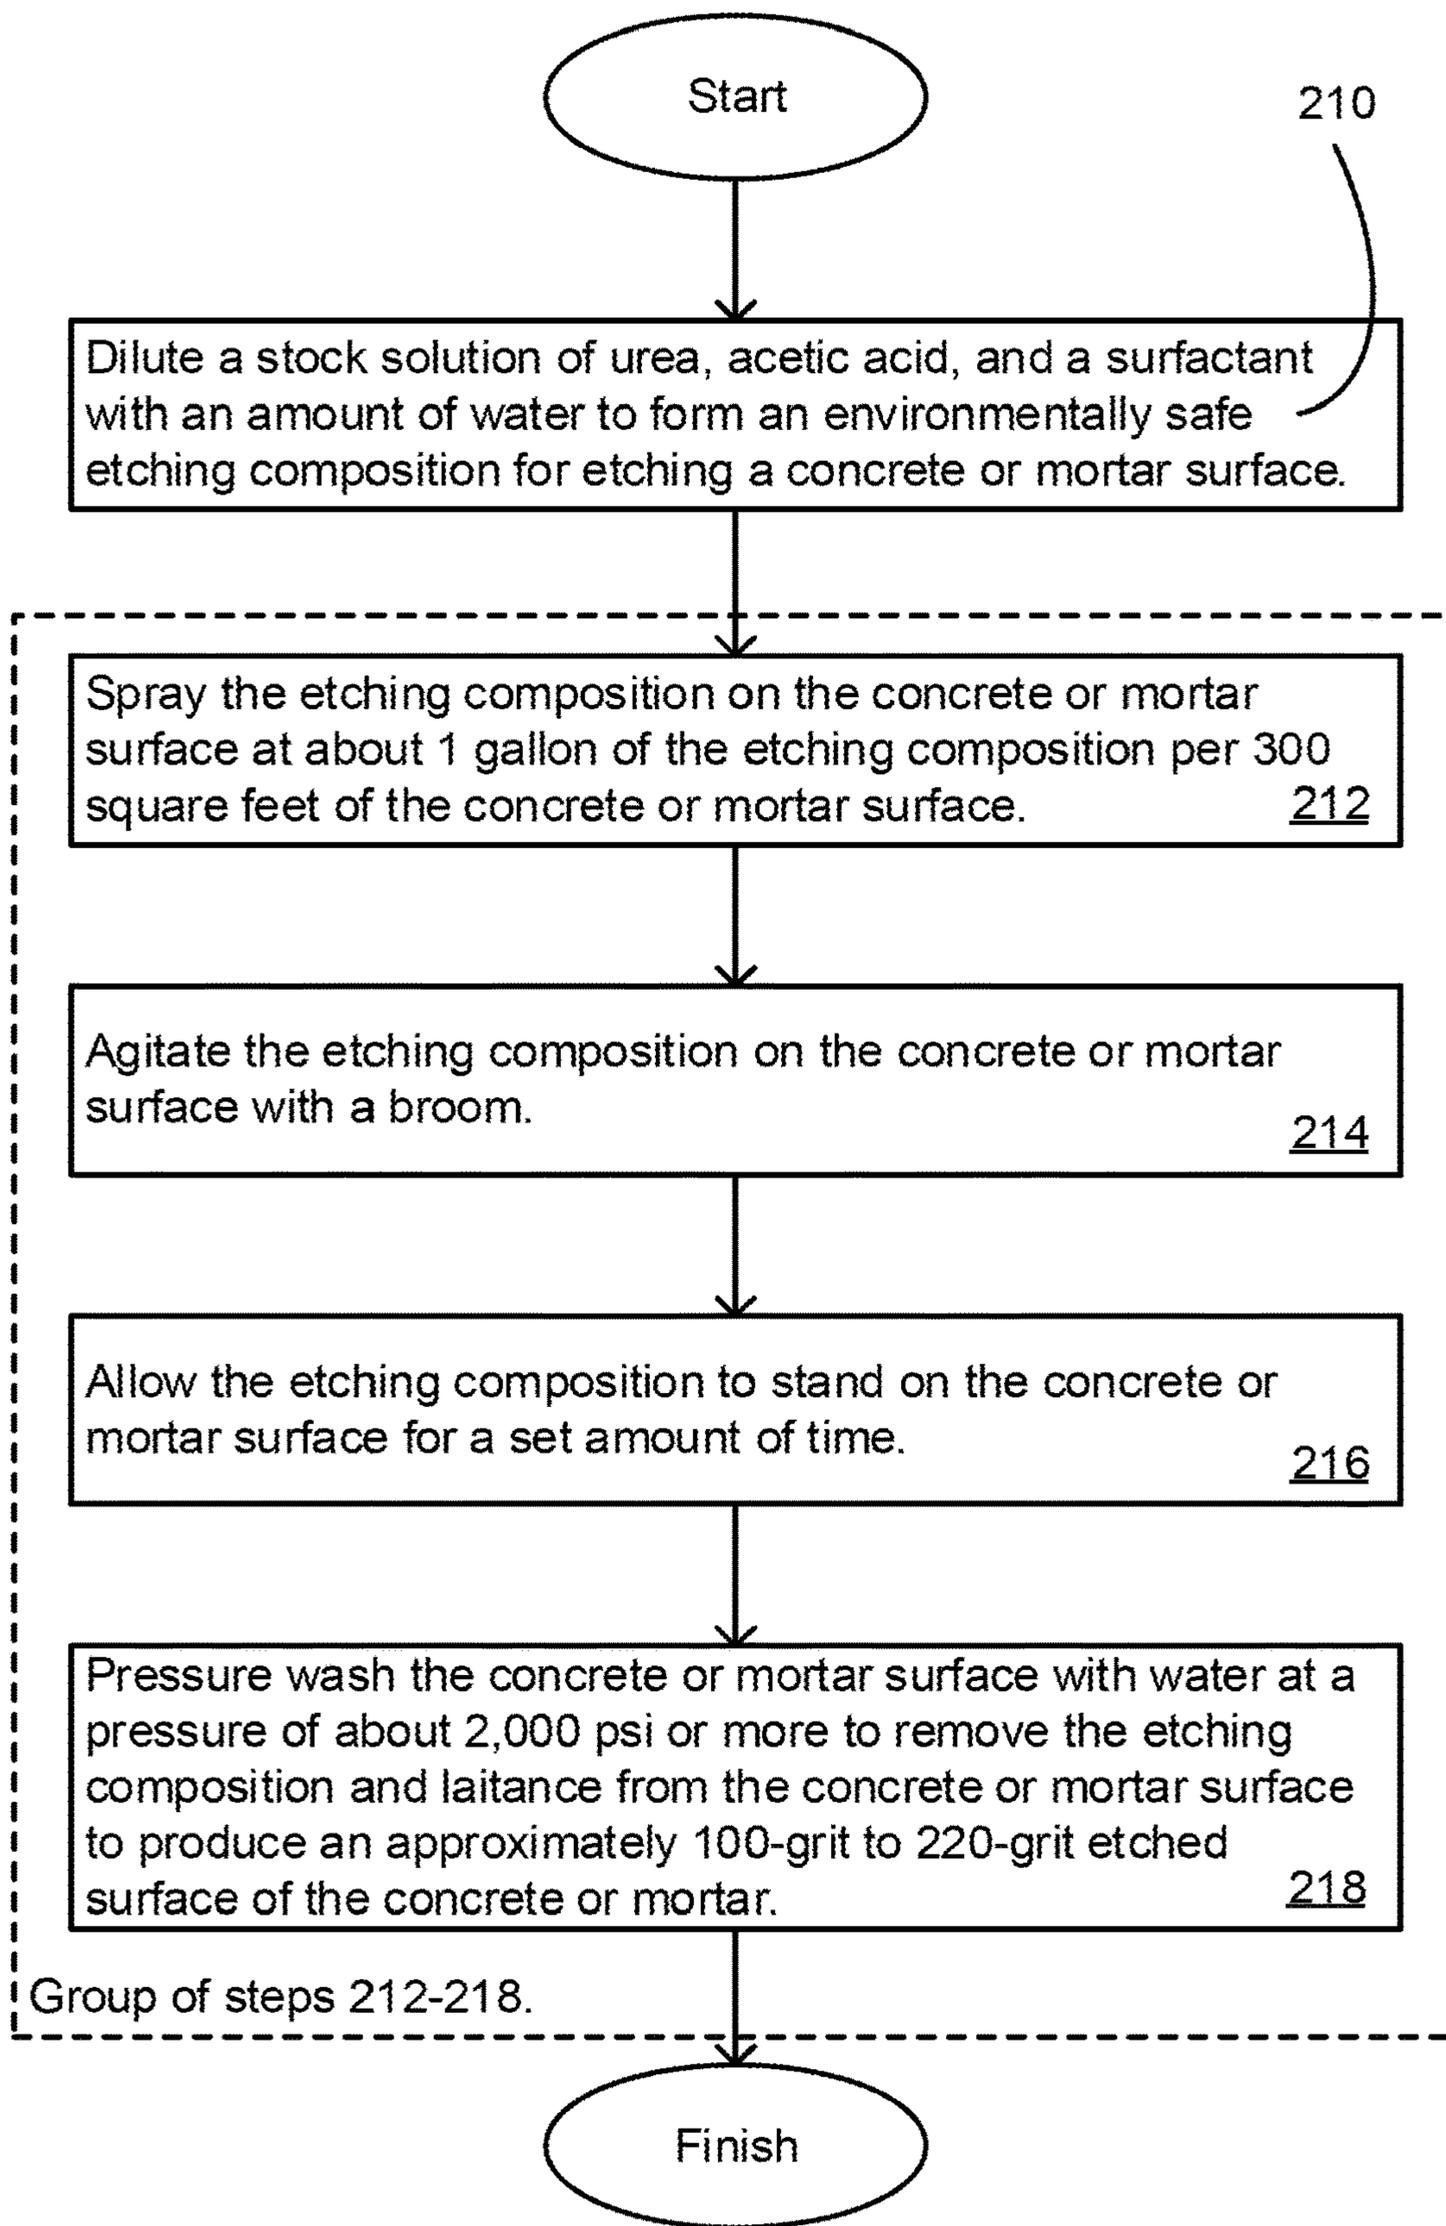 Start
210
Dilute a stock solution of urea, acetic acid, and a surfactant
with an amount of water to form an environmentally safe
etching composition for etching a concrete or mortar surface.
Spray the etching composition on the concrete or mortar
surface at about 1 gallon of the etching composition per 300
square feet of the concrete or mortar surface.
212
Agitate the etching composition on the concrete or mortar
surface with a broom.
214
Allow the etching composition to stand on the concrete or
mortar surface for a set amount of time.
216
Pressure wash the concrete or mortar surface with water at a
pressure of about 2,000 psi or more to remove the etching
composition and laitance from the concrete or mortar surface
to produce an approximately 100-grit to 220-grit etched
surface of the concrete or mortar.
218
Group of steps 212-218.
Finish